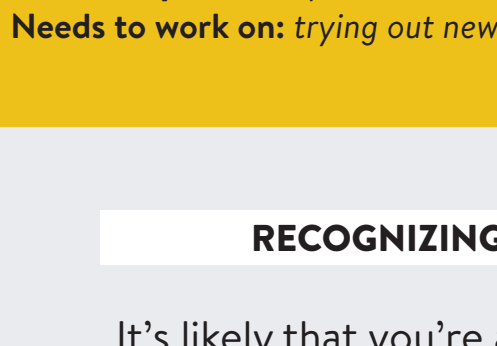 Needs to work on: trying out new
RECOGNIZING
It's likely that you're